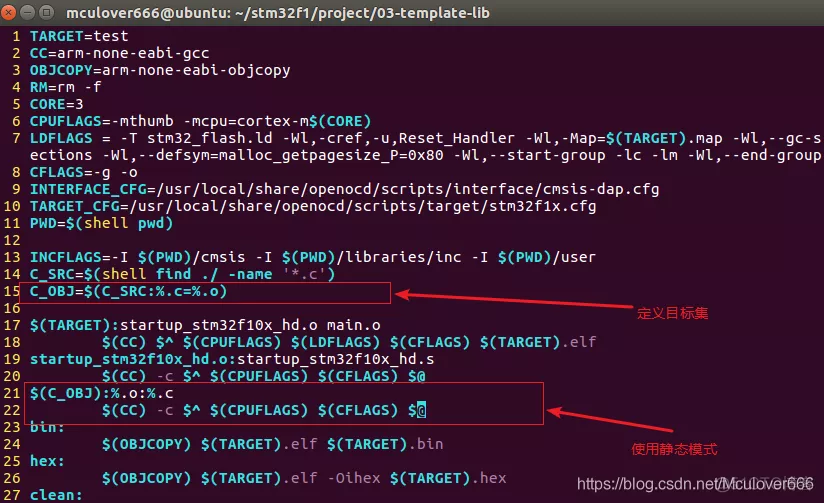 mculover666@ubuntu: ~/stm32f1/project/03-template-lib
1 TARGET=test
2 CC=arm-none-eabi-gcc
3 OBJCOPY=arm-none-eabi-objcopy
4 RM=rm -f
5 CORE=3
6 CPUFLAGS=-mthumb -mcpu=cortex-m$(CORE)
7 LDFLAGS = -T stm32_flash.ld -Wl,-cref,-u,Reset_Handler -Wl,-Map=$(TARGET).map -Wl,--gc-s
ections -Wl,--defsym=malloc_getpagesize_P=0x80 -Wl,--start-group -lc -lm -Wl,--end-group
8 CFLAGS=-g -o
9 INTERFACE_CFG=/usr/local/share/openocd/scripts/interface/cmsis-dap.cfg
10 TARGET_CFG=/usr/local/share/openocd/scripts/target/stm32f1x.cfg
11 PWD=$(shell pwd)
12
13 INCFLAGS=-I $(PWD)/cmsis -I $(PWD)/libraries/inc -I $(PWD)/user
14 C_SRC=$(shell find ./ -name '*.c')
15 C_OBJ=$(C_SRC:%.c=%.o)
定义目标集
16
17 $(TARGET):startup_stm32f10x_hd.o main.o
18 $(CC) $^ $(CPUFLAGS) $(LDFLAGS) $(CFLAGS) $(TARGET).elf
19 startup_stm32f10x_hd.o:startup_stm32f10x_hd.s
20 $(CC) -c $^ $(CPUFLAGS) $(CFLAGS) $@
21 $(C_OBJ):%.o:%.c
22 $(CC) -c $^ $(CPUFLAGS) $(CFLAGS) $@
使用静态模式
23 bin:
24 $(OBJCOPY) $(TARGET).elf $(TARGET).bin
25 hex:
26 $(OBJCOPY) $(TARGET).elf -Oihex $(TARGET).hex
27 clean:
https://blog.csdn.net/Mculover666